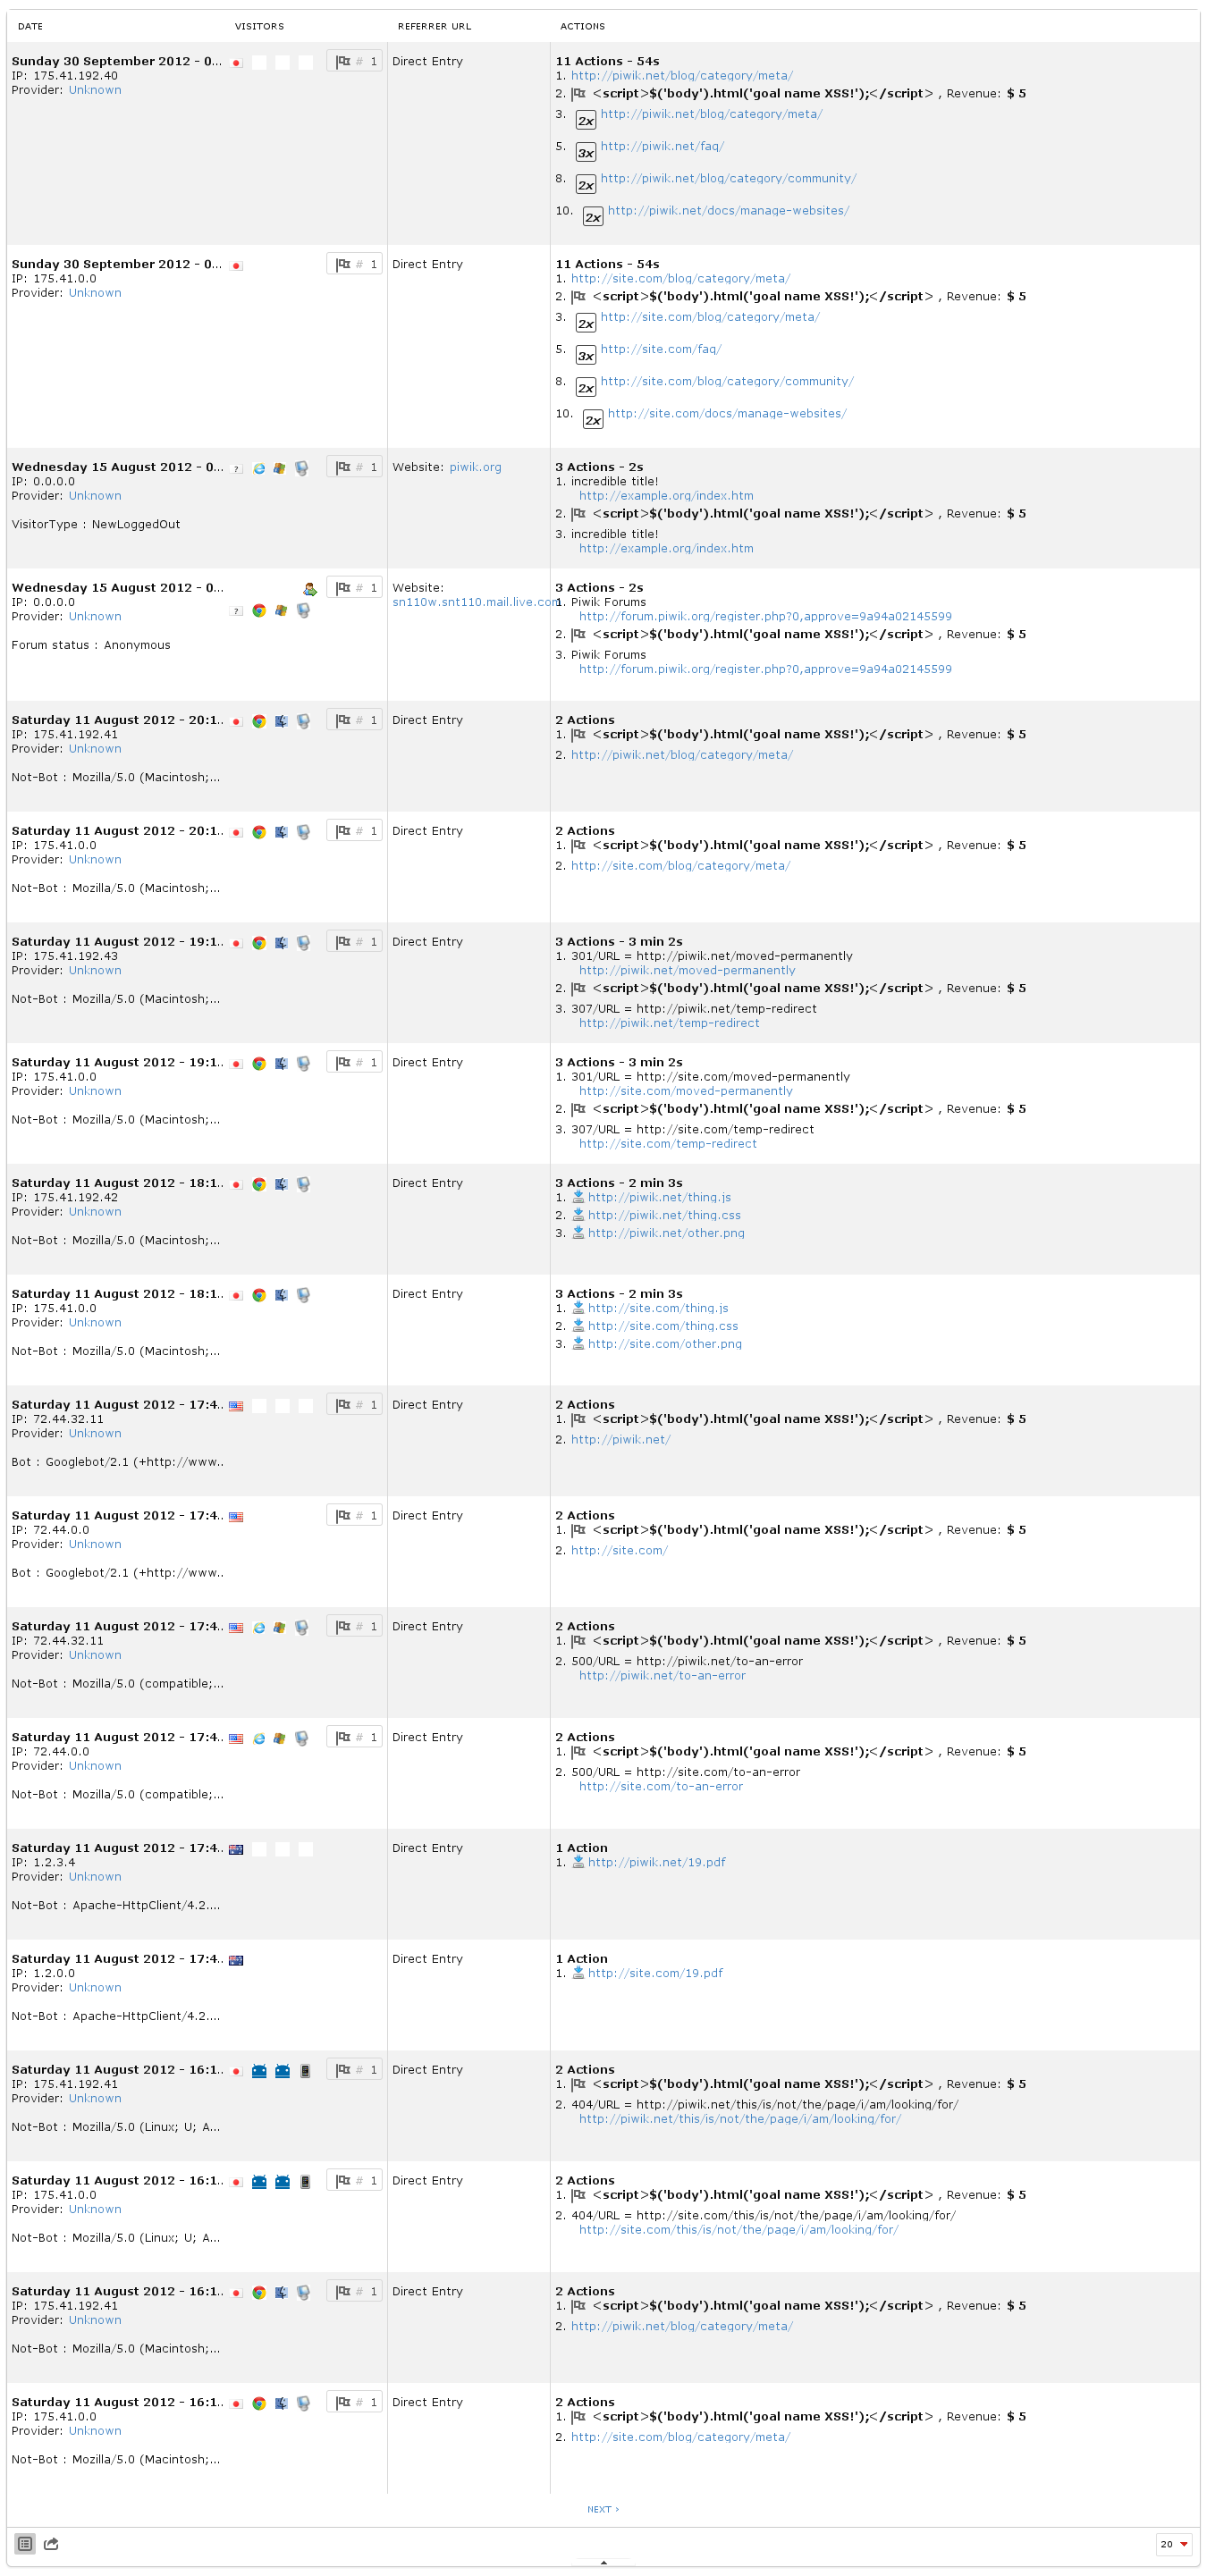 DATE VISITORS REFERRER URL ACTIONS
Sunday 30 September 2012 - 0... # 1 Direct Entry 11 Actions - 54s
IP: 175.41.192.40 1. http://piwik.net/blog/category/meta/
Provider: Unknown 2. <script>$('body').html('goal name XSS!');</script> , Revenue: $ 5
3. 2x http://piwik.net/blog/category/meta/
5. 3x http://piwik.net/faq/
8. 2x http://piwik.net/blog/category/community/
10. 2x http://piwik.net/docs/manage-websites/
Sunday 30 September 2012 - 0... # 1 Direct Entry 11 Actions - 54s
IP: 175.41.0.0 1. http://site.com/blog/category/meta/
Provider: Unknown 2. <script>$('body').html('goal name XSS!');</script> , Revenue: $ 5
3. 2x http://site.com/blog/category/meta/
5. 3x http://site.com/faq/
8. 2x http://site.com/blog/category/community/
10. 2x http://site.com/docs/manage-websites/
Wednesday 15 August 2012 - 0... ? # 1 Website: piwik.org 3 Actions - 2s
IP: 0.0.0.0 1. incredible title!
Provider: Unknown http://example.org/index.htm
2. <script>$('body').html('goal name XSS!');</script> , Revenue: $ 5
VisitorType : NewLoggedOut
3. incredible title!
http://example.org/index.htm
Wednesday 15 August 2012 - 0... # 1 Website: 3 Actions - 2s
IP: 0.0.0.0 ? sn110w.snt110.mail.live.com 1. Piwik Forums
Provider: Unknown http://forum.piwik.org/register.php?0,approve=9a94a02145599
2. <script>$('body').html('goal name XSS!');</script> , Revenue: $ 5
Forum status : Anonymous
3. Piwik Forums
http://forum.piwik.org/register.php?0,approve=9a94a02145599
Saturday 11 August 2012 - 20:1... # 1 Direct Entry 2 Actions
IP: 175.41.192.41 1. <script>$('body').html('goal name XSS!');</script> , Revenue: $ 5
Provider: Unknown 2. http://piwik.net/blog/category/meta/
Not-Bot : Mozilla/5.0 (Macintosh;...
Saturday 11 August 2012 - 20:1... # 1 Direct Entry 2 Actions
IP: 175.41.0.0 1. <script>$('body').html('goal name XSS!');</script> , Revenue: $ 5
Provider: Unknown 2. http://site.com/blog/category/meta/
Not-Bot : Mozilla/5.0 (Macintosh;...
Saturday 11 August 2012 - 19:1... # 1 Direct Entry 3 Actions - 3 min 2s
IP: 175.41.192.43 1. 301/URL = http://piwik.net/moved-permanently
Provider: Unknown http://piwik.net/moved-permanently
2. <script>$('body').html('goal name XSS!');</script> , Revenue: $ 5
Not-Bot : Mozilla/5.0 (Macintosh;...
3. 307/URL = http://piwik.net/temp-redirect
http://piwik.net/temp-redirect
Saturday 11 August 2012 - 19:1... # 1 Direct Entry 3 Actions - 3 min 2s
IP: 175.41.0.0 1. 301/URL = http://site.com/moved-permanently
Provider: Unknown http://site.com/moved-permanently
2. <script>$('body').html('goal name XSS!');</script> , Revenue: $ 5
Not-Bot : Mozilla/5.0 (Macintosh;...
3. 307/URL = http://site.com/temp-redirect
http://site.com/temp-redirect
Saturday 11 August 2012 - 18:1... Direct Entry 3 Actions - 2 min 3s
IP: 175.41.192.42 1. http://piwik.net/thing.js
Provider: Unknown 2. http://piwik.net/thing.css
3. http://piwik.net/other.png
Not-Bot : Mozilla/5.0 (Macintosh;...
Saturday 11 August 2012 - 18:1... Direct Entry 3 Actions - 2 min 3s
IP: 175.41.0.0 1. http://site.com/thing.js
Provider: Unknown 2. http://site.com/thing.css
3. http://site.com/other.png
Not-Bot : Mozilla/5.0 (Macintosh;...
Saturday 11 August 2012 - 17:4... # 1 Direct Entry 2 Actions
IP: 72.44.32.11 1. <script>$('body').html('goal name XSS!');</script> , Revenue: $ 5
Provider: Unknown 2. http://piwik.net/
Bot : Googlebot/2.1 (+http://www...
Saturday 11 August 2012 - 17:4... # 1 Direct Entry 2 Actions
IP: 72.44.0.0 1. <script>$('body').html('goal name XSS!');</script> , Revenue: $ 5
Provider: Unknown 2. http://site.com/
Bot : Googlebot/2.1 (+http://www...
Saturday 11 August 2012 - 17:4... # 1 Direct Entry 2 Actions
IP: 72.44.32.11 1. <script>$('body').html('goal name XSS!');</script> , Revenue: $ 5
Provider: Unknown 2. 500/URL = http://piwik.net/to-an-error
http://piwik.net/to-an-error
Not-Bot : Mozilla/5.0 (compatible;...
Saturday 11 August 2012 - 17:4... # 1 Direct Entry 2 Actions
IP: 72.44.0.0 1. <script>$('body').html('goal name XSS!');</script> , Revenue: $ 5
Provider: Unknown 2. 500/URL = http://site.com/to-an-error
http://site.com/to-an-error
Not-Bot : Mozilla/5.0 (compatible;...
Saturday 11 August 2012 - 17:4... Direct Entry 1 Action
IP: 1.2.3.4 1. http://piwik.net/19.pdf
Provider: Unknown
Not-Bot : Apache-HttpClient/4.2....
Saturday 11 August 2012 - 17:4... Direct Entry 1 Action
IP: 1.2.0.0 1. http://site.com/19.pdf
Provider: Unknown
Not-Bot : Apache-HttpClient/4.2....
Saturday 11 August 2012 - 16:1... # 1 Direct Entry 2 Actions
IP: 175.41.192.41 1. <script>$('body').html('goal name XSS!');</script> , Revenue: $ 5
Provider: Unknown 2. 404/URL = http://piwik.net/this/is/not/the/page/i/am/looking/for/
http://piwik.net/this/is/not/the/page/i/am/looking/for/
Not-Bot : Mozilla/5.0 (Linux; U; A...
Saturday 11 August 2012 - 16:1... # 1 Direct Entry 2 Actions
IP: 175.41.0.0 1. <script>$('body').html('goal name XSS!');</script> , Revenue: $ 5
Provider: Unknown 2. 404/URL = http://site.com/this/is/not/the/page/i/am/looking/for/
http://site.com/this/is/not/the/page/i/am/looking/for/
Not-Bot : Mozilla/5.0 (Linux; U; A...
Saturday 11 August 2012 - 16:1... # 1 Direct Entry 2 Actions
IP: 175.41.192.41 1. <script>$('body').html('goal name XSS!');</script> , Revenue: $ 5
Provider: Unknown 2. http://piwik.net/blog/category/meta/
Not-Bot : Mozilla/5.0 (Macintosh;...
Saturday 11 August 2012 - 16:1... # 1 Direct Entry 2 Actions
IP: 175.41.0.0 1. <script>$('body').html('goal name XSS!');</script> , Revenue: $ 5
Provider: Unknown 2. http://site.com/blog/category/meta/
Not-Bot : Mozilla/5.0 (Macintosh;...
NEXT ›
20